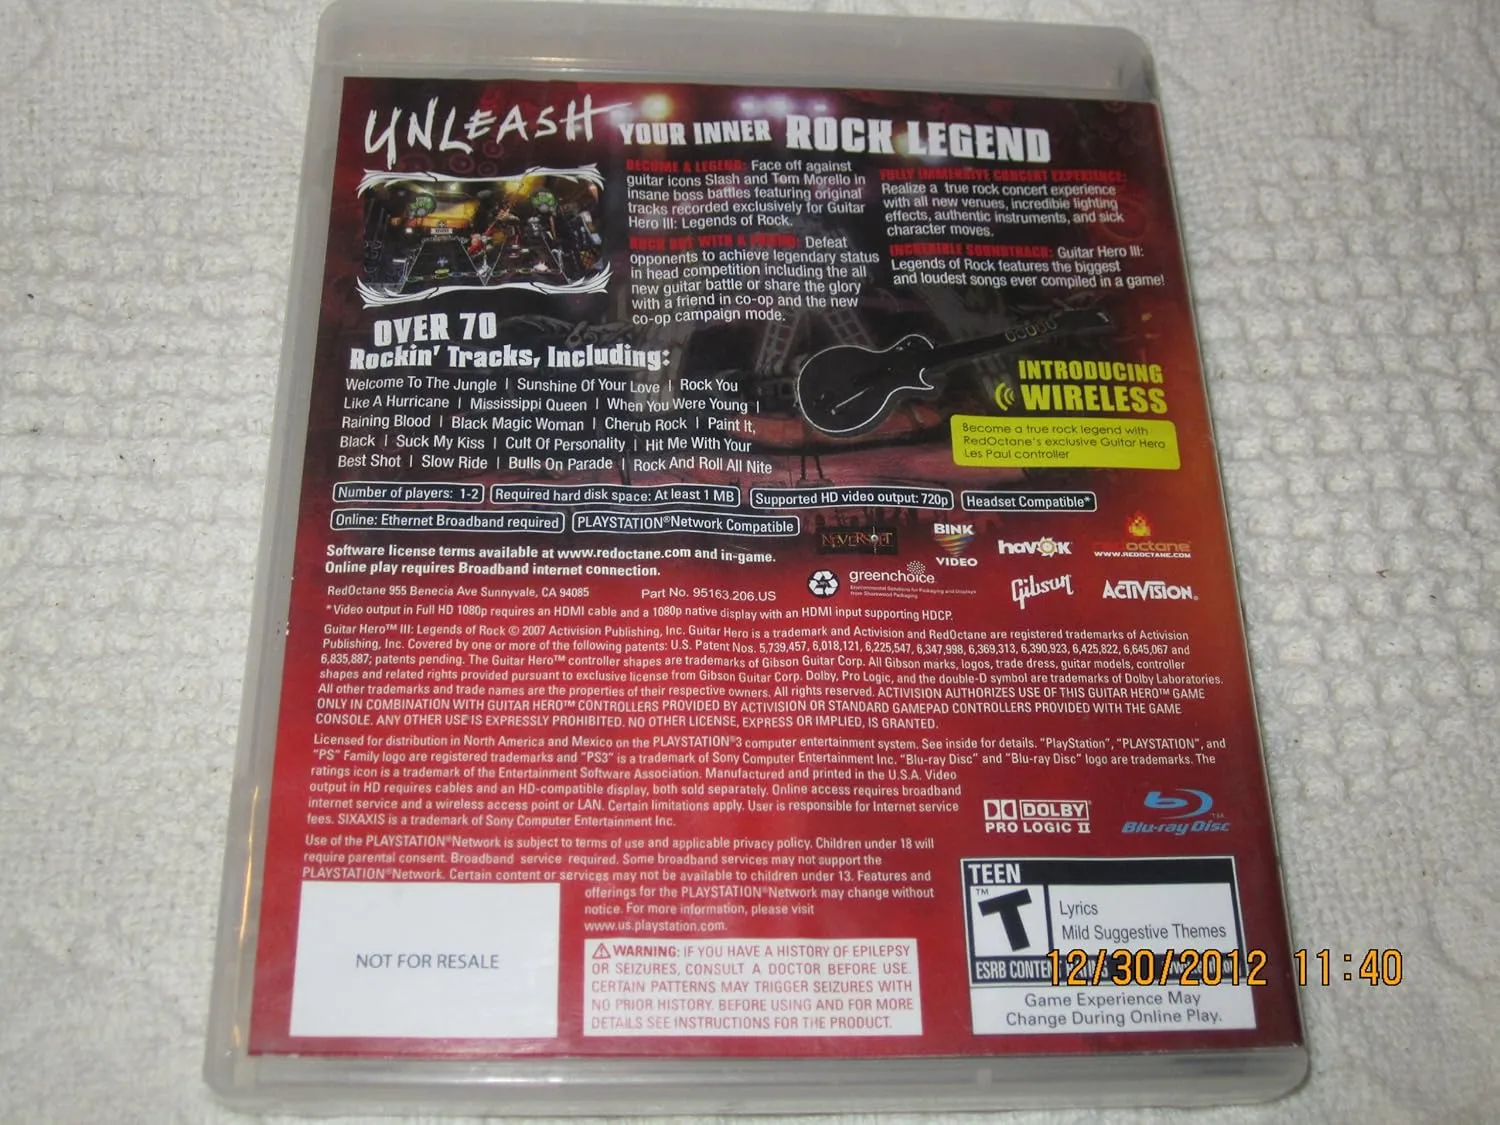 UNLEASH YOUR INNER ROCK LEGEND
BECOME A LEGEND: Face off against
guitar icons Slash and Tom Morello in
insane boss battles featuring original
tracks recorded exclusively for Guitar
Hero III: Legends of Rock.
ROCK OUT WITH A FRIEND: Defeat
opponents to achieve legendary status
in head competition including the all
new guitar battle or share the glory
with a friend in co-op and the new
co-op campaign mode.
FULLY IMMERSIVE CONCERT EXPERIENCE:
Realize a true rock concert experience
with all new venues, incredible lighting
effects, authentic instruments, and sick
character moves.
INCREDIBLE SOUNDTRACK: Guitar Hero III:
Legends of Rock features the biggest
and loudest songs ever compiled in a game!
OVER 70
Rockin' Tracks, Including:
Welcome To The Jungle | Sunshine Of Your Love | Rock You
Like A Hurricane | Mississippi Queen | When You Were Young |
Raining Blood | Black Magic Woman | Cherub Rock | Paint It,
Black | Suck My Kiss | Cult Of Personality | Hit Me With Your
Best Shot | Slow Ride | Bulls On Parade | Rock And Roll All Nite
INTRODUCING
WIRELESS
Become a true rock legend with
RedOctane's exclusive Guitar Hero
Les Paul controller
Number of players: 1-2 Required hard disk space: At least 1 MB Supported HD video output: 720p Headset Compatible*
Online: Ethernet Broadband required PLAYSTATION®Network Compatible
NEVERSOFT
BINK
VIDEO
havok
redoctane
WWW.REDOCTANE.COM
Software license terms available at www.redoctane.com and in-game.
Online play requires Broadband internet connection.
greenchoice
Environmental Solutions for Packaging and Displays
from Shorewood Packaging
Gibson
ACTIVISION.
RedOctane 955 Benecia Ave Sunnyvale, CA 94085 Part No. 95163.206.US
*Video output in Full HD 1080p requires an HDMI cable and a 1080p native display with an HDMI input supporting HDCP.
Guitar Hero™ III: Legends of Rock © 2007 Activision Publishing, Inc. Guitar Hero is a trademark and Activision and RedOctane are registered trademarks of Activision
Publishing, Inc. Covered by one or more of the following patents: U.S. Patent Nos. 5,739,457, 6,018,121, 6,225,547, 6,347,998, 6,369,313, 6,390,923, 6,425,822, 6,645,067 and
6,835,887; patents pending. The Guitar Hero™ controller shapes are trademarks of Gibson Guitar Corp. All Gibson marks, logos, trade dress, guitar models, controller
shapes and related rights provided pursuant to exclusive license from Gibson Guitar Corp. Dolby, Pro Logic, and the double-D symbol are trademarks of Dolby Laboratories.
All other trademarks and trade names are the properties of their respective owners. All rights reserved. ACTIVISION AUTHORIZES USE OF THIS GUITAR HERO™ GAME
ONLY IN COMBINATION WITH GUITAR HERO™ CONTROLLERS PROVIDED BY ACTIVISION OR STANDARD GAMEPAD CONTROLLERS PROVIDED WITH THE GAME
CONSOLE. ANY OTHER USE IS EXPRESSLY PROHIBITED. NO OTHER LICENSE, EXPRESS OR IMPLIED, IS GRANTED.
Licensed for distribution in North America and Mexico on the PLAYSTATION®3 computer entertainment system. See inside for details. "PlayStation", "PLAYSTATION", and
"PS" Family logo are registered trademarks and "PS3" is a trademark of Sony Computer Entertainment Inc. "Blu-ray Disc" and "Blu-ray Disc" logo are trademarks. The
ratings icon is a trademark of the Entertainment Software Association. Manufactured and printed in the U.S.A. Video
output in HD requires cables and an HD-compatible display, both sold separately. Online access requires broadband
internet service and a wireless access point or LAN. Certain limitations apply. User is responsible for Internet service
fees. SIXAXIS is a trademark of Sony Computer Entertainment Inc.
DOLBY
PRO LOGIC II
Blu-ray Disc™
Use of the PLAYSTATION®Network is subject to terms of use and applicable privacy policy. Children under 18 will
require parental consent. Broadband service required. Some broadband services may not support the
PLAYSTATION®Network. Certain content or services may not be available to children under 13. Features and
offerings for the PLAYSTATION®Network may change without
notice. For more information, please visit
www.us.playstation.com.
NOT FOR RESALE
WARNING: IF YOU HAVE A HISTORY OF EPILEPSY
OR SEIZURES, CONSULT A DOCTOR BEFORE USE.
CERTAIN PATTERNS MAY TRIGGER SEIZURES WITH
NO PRIOR HISTORY. BEFORE USING AND FOR MORE
DETAILS SEE INSTRUCTIONS FOR THE PRODUCT.
TEEN
T™
Lyrics
Mild Suggestive Themes
ESRB
Game Experience May
Change During Online Play.
12/30/2012 11:40